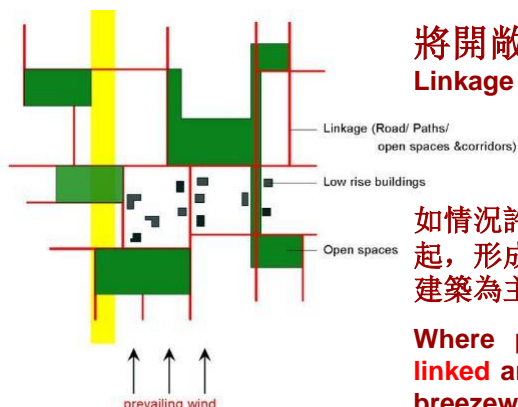 將開敞
Linkage
Linkage (Road/ Paths/
open spaces &corridors)
Low rise buildings
如情況許
起，形成
Open spaces
建築為主
Where
linked
breezew
prevailing wind